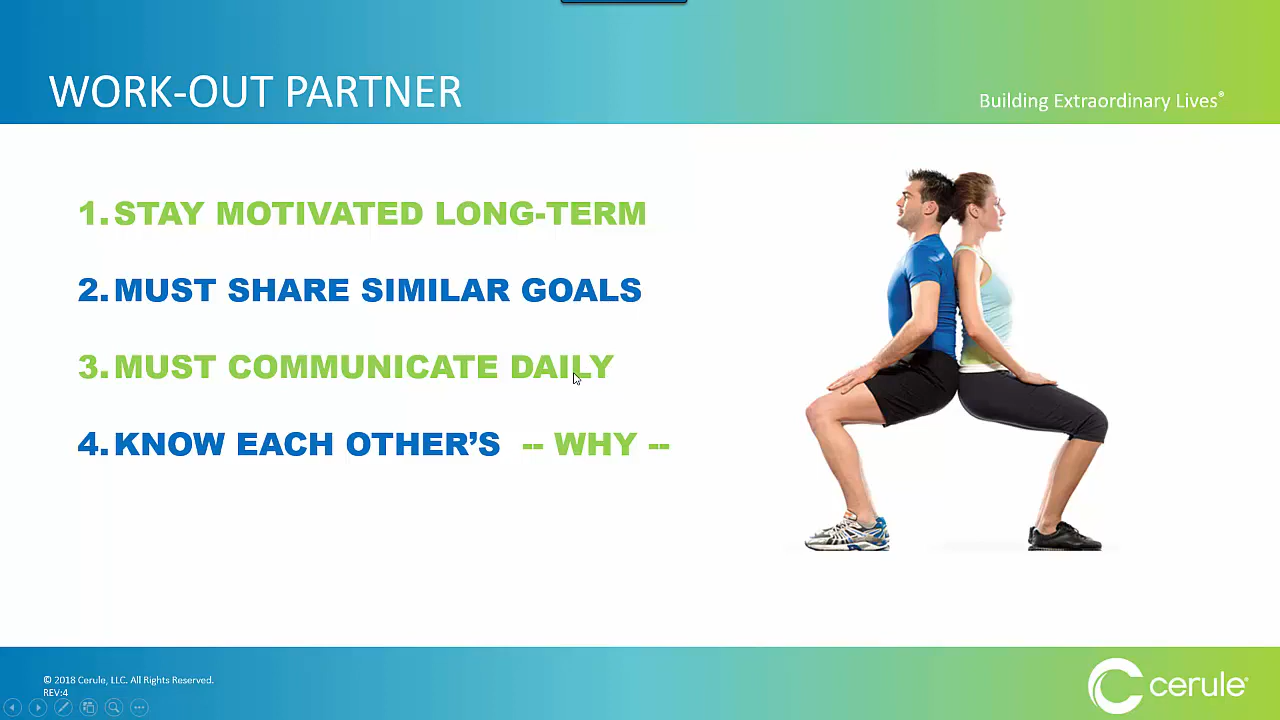 WORK-OUT PARTNER
Building Extraordinary Lives®
1. STAY MOTIVATED LONG-TERM
2. MUST SHARE SIMILAR GOALS
3. MUST COMMUNICATE DAILY
4. KNOW EACH OTHER’S -- WHY --
© 2018 Cerule, LLC. All Rights Reserved.
REV:4
cerule®